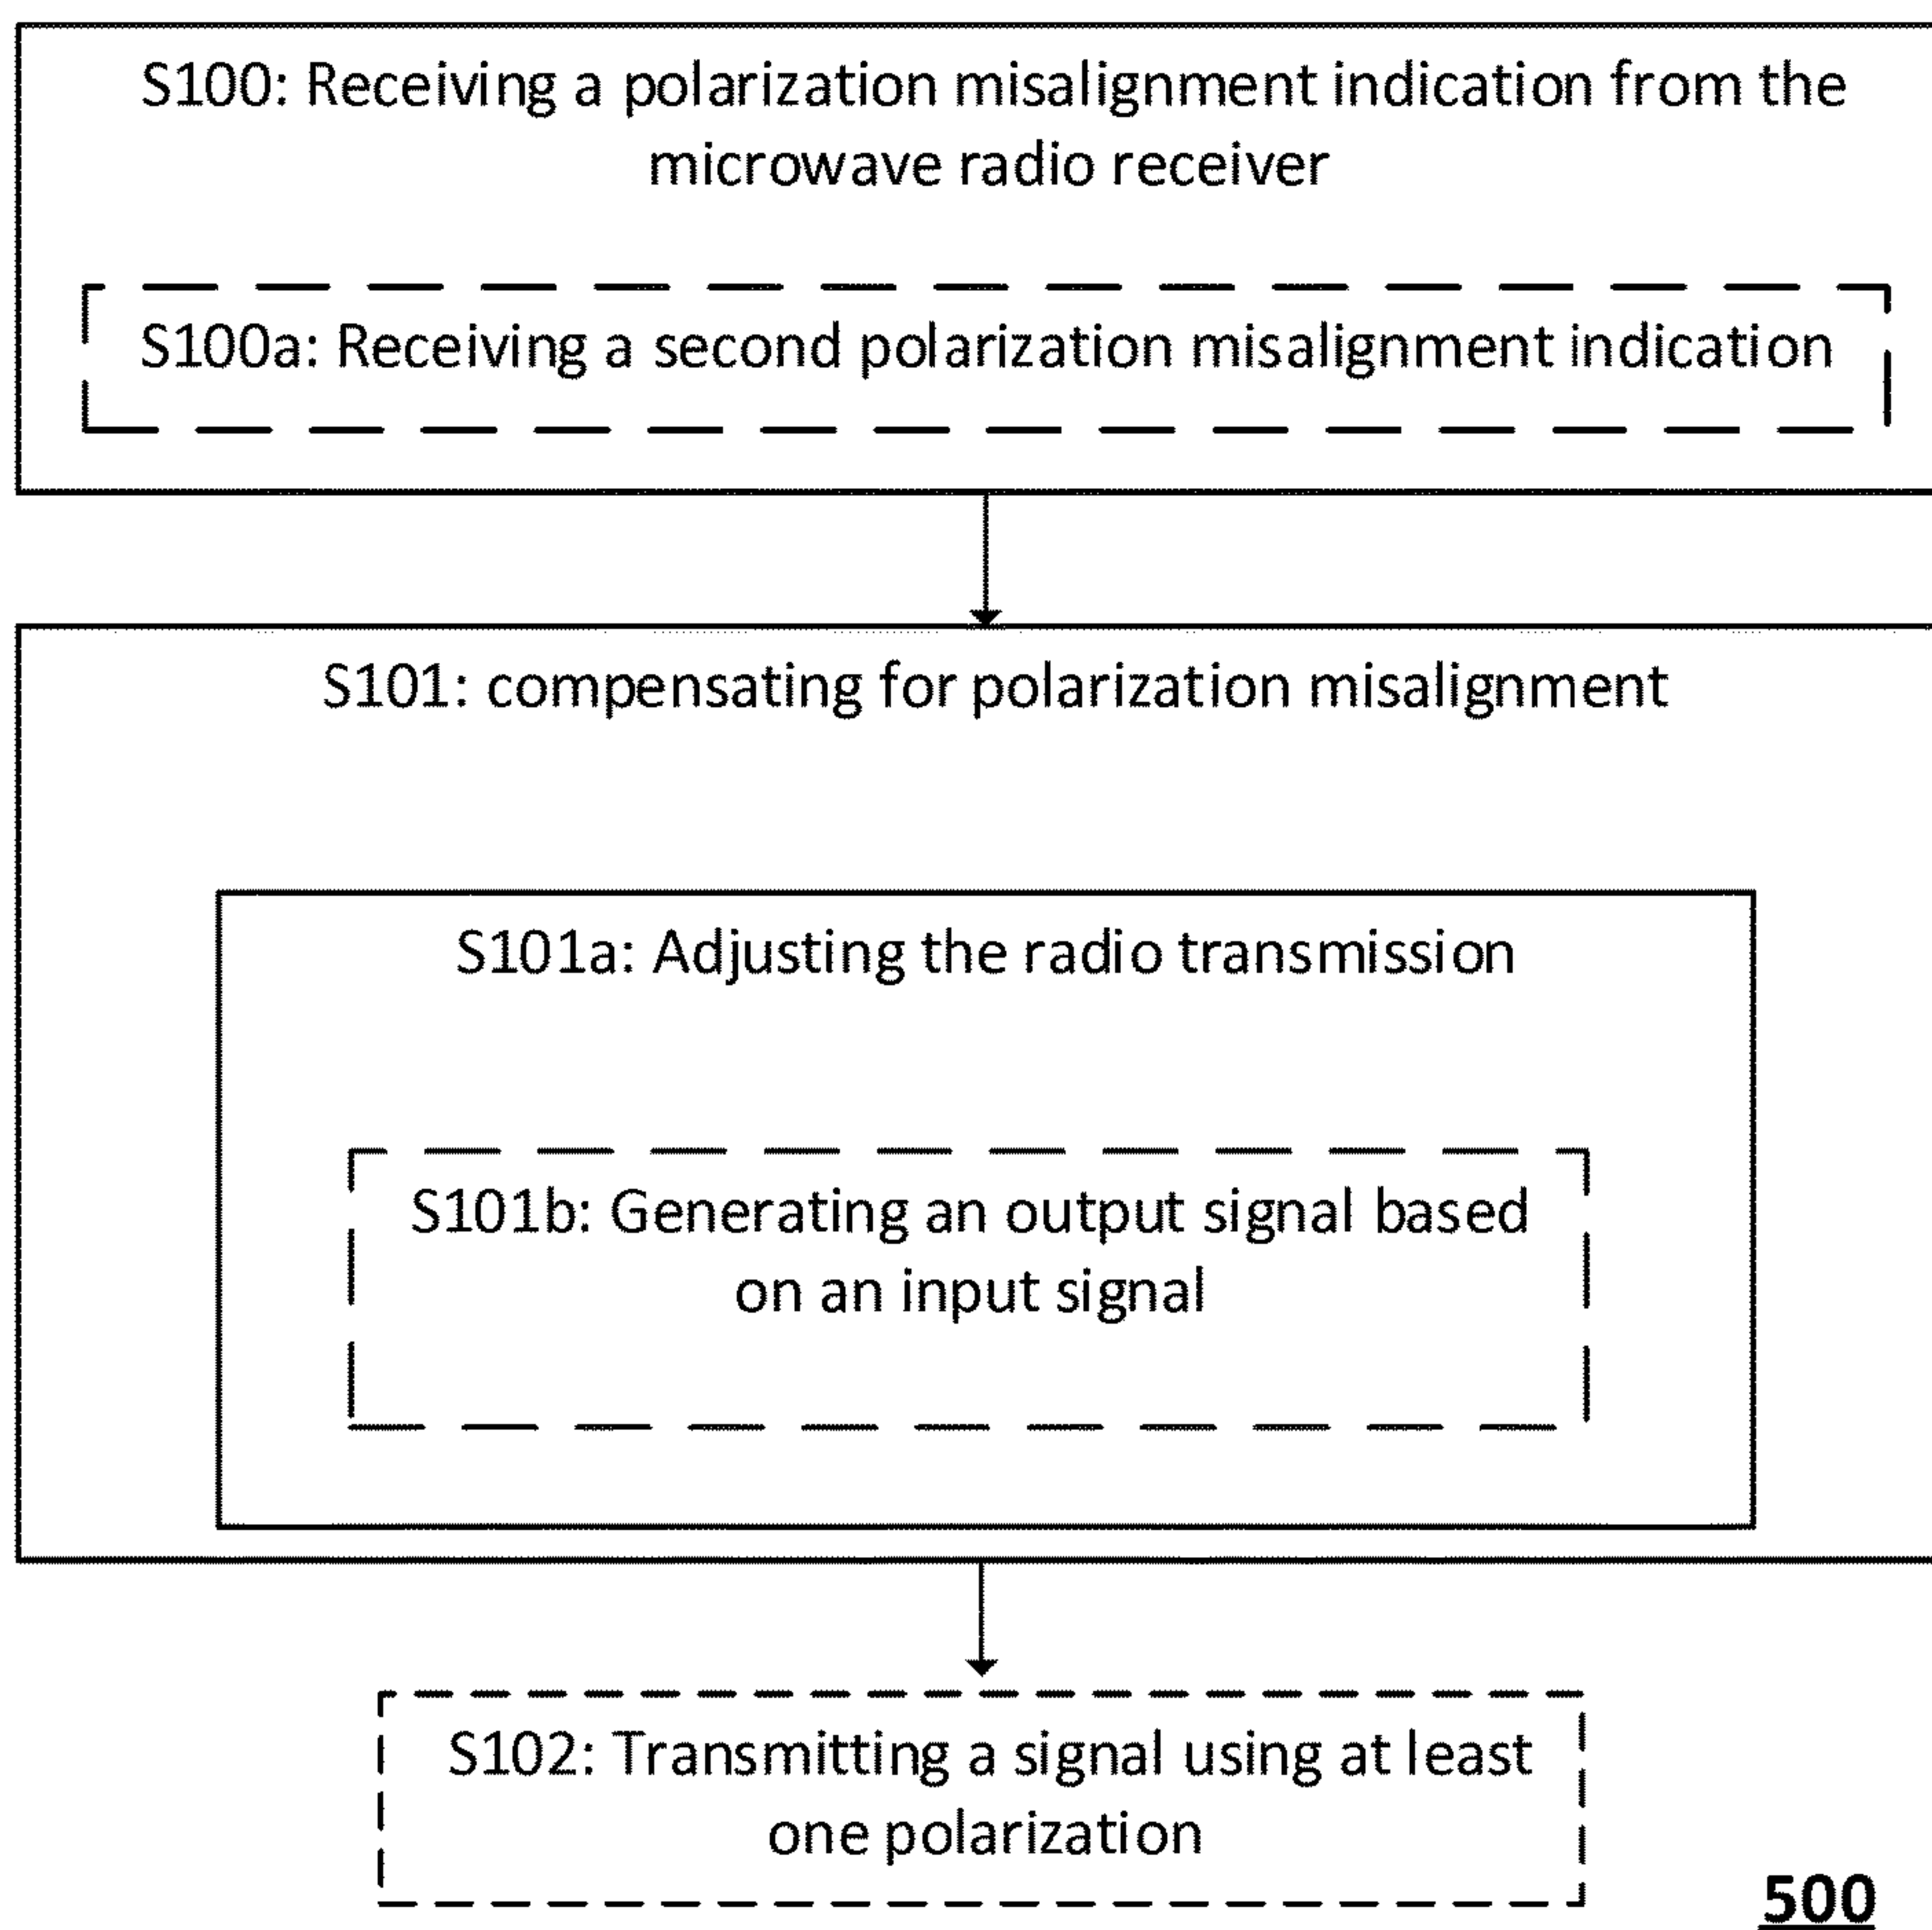 S100: Receiving a polarization misalignment indication from the
microwave radio receiver
S100a: Receiving a second polarization misalignment indication
S101: compensating for polarization misalignment
S101a: Adjusting the radio transmission
S101b: Generating an output signal based
on an input signal
S102: Transmitting a signal using at least
one polarization
500